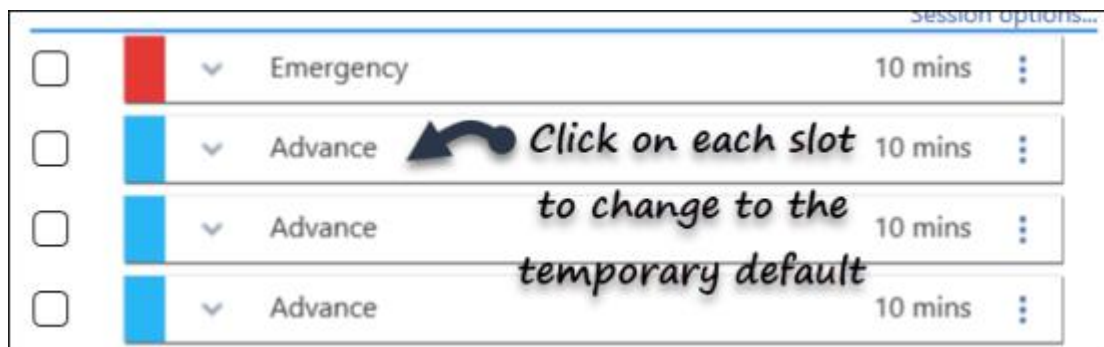 Session options...
Emergency 10 mins
Advance 10 mins
Click on each slot
to change to the
temporary default
Advance 10 mins
Advance 10 mins